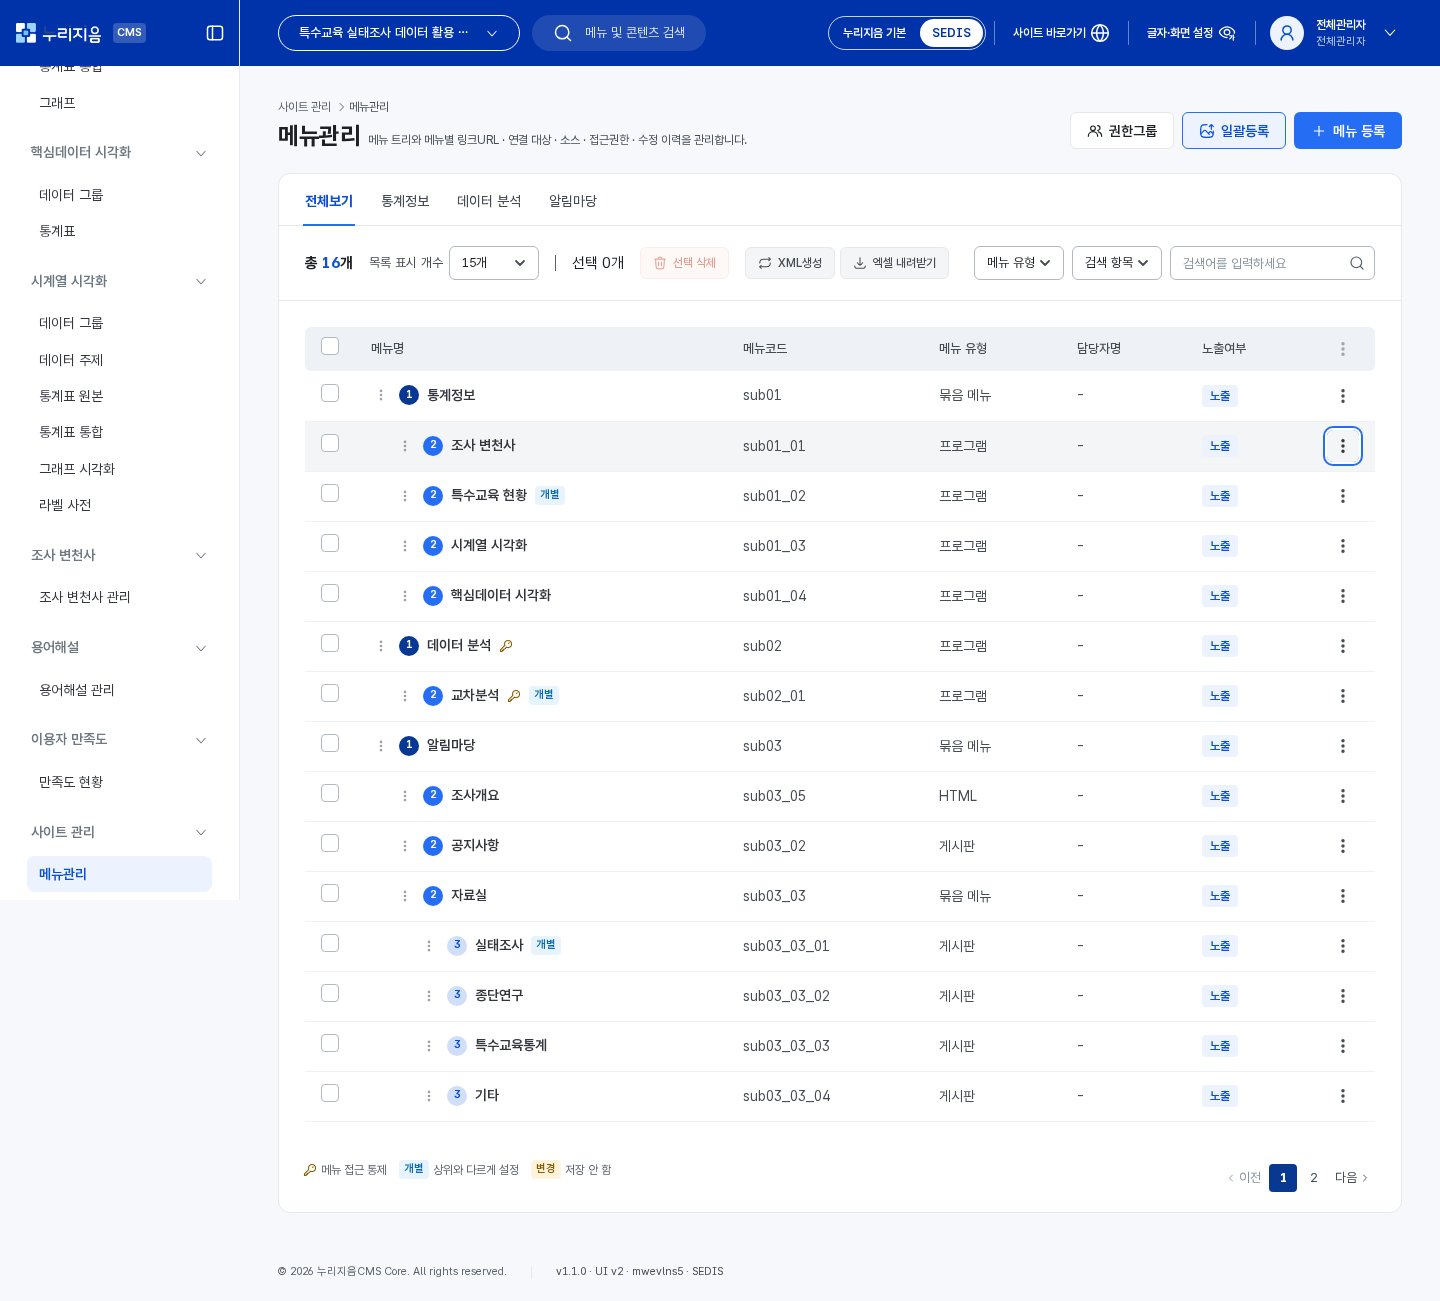 누리지음 CMS
특수교육 실태조사 데이터 활용 ···
메뉴 및 콘텐츠 검색
누리지음 기본 SEDIS
사이트 바로가기
글자·화면 설정
전체관리자
전체관리자
통계표 통합
그래프
핵심데이터 시각화
데이터 그룹
통계표
시계열 시각화
데이터 그룹
데이터 주제
통계표 원본
통계표 통합
그래프 시각화
라벨 사전
조사 변천사
조사 변천사 관리
용어해설
용어해설 관리
이용자 만족도
만족도 현황
사이트 관리
메뉴관리
사이트 관리 > 메뉴관리
메뉴관리 메뉴 트리와 메뉴별 링크URL · 연결 대상 · 소스 · 접근권한 · 수정 이력을 관리합니다.
권한그룹 일괄등록 + 메뉴 등록
전체보기 통계정보 데이터 분석 알림마당
총 16개 목록 표시 개수 15개 | 선택 0개 선택 삭제 XML생성 엑셀 내려받기 메뉴 유형 검색 항목 검색어를 입력하세요
메뉴명 메뉴코드 메뉴 유형 담당자명 노출여부
1 통계정보 sub01 묶음 메뉴 - 노출
2 조사 변천사 sub01_01 프로그램 - 노출
2 특수교육 현황 개별 sub01_02 프로그램 - 노출
2 시계열 시각화 sub01_03 프로그램 - 노출
2 핵심데이터 시각화 sub01_04 프로그램 - 노출
1 데이터 분석 sub02 프로그램 - 노출
2 교차분석 개별 sub02_01 프로그램 - 노출
1 알림마당 sub03 묶음 메뉴 - 노출
2 조사개요 sub03_05 HTML - 노출
2 공지사항 sub03_02 게시판 - 노출
2 자료실 sub03_03 묶음 메뉴 - 노출
3 실태조사 개별 sub03_03_01 게시판 - 노출
3 종단연구 sub03_03_02 게시판 - 노출
3 특수교육통계 sub03_03_03 게시판 - 노출
3 기타 sub03_03_04 게시판 - 노출
메뉴 접근 통제 개별 상위와 다르게 설정 변경 저장 안 함
< 이전 1 2 다음 >
© 2026 누리지음CMS Core. All rights reserved. v1.1.0 · UI v2 · mwevlns5 · SEDIS